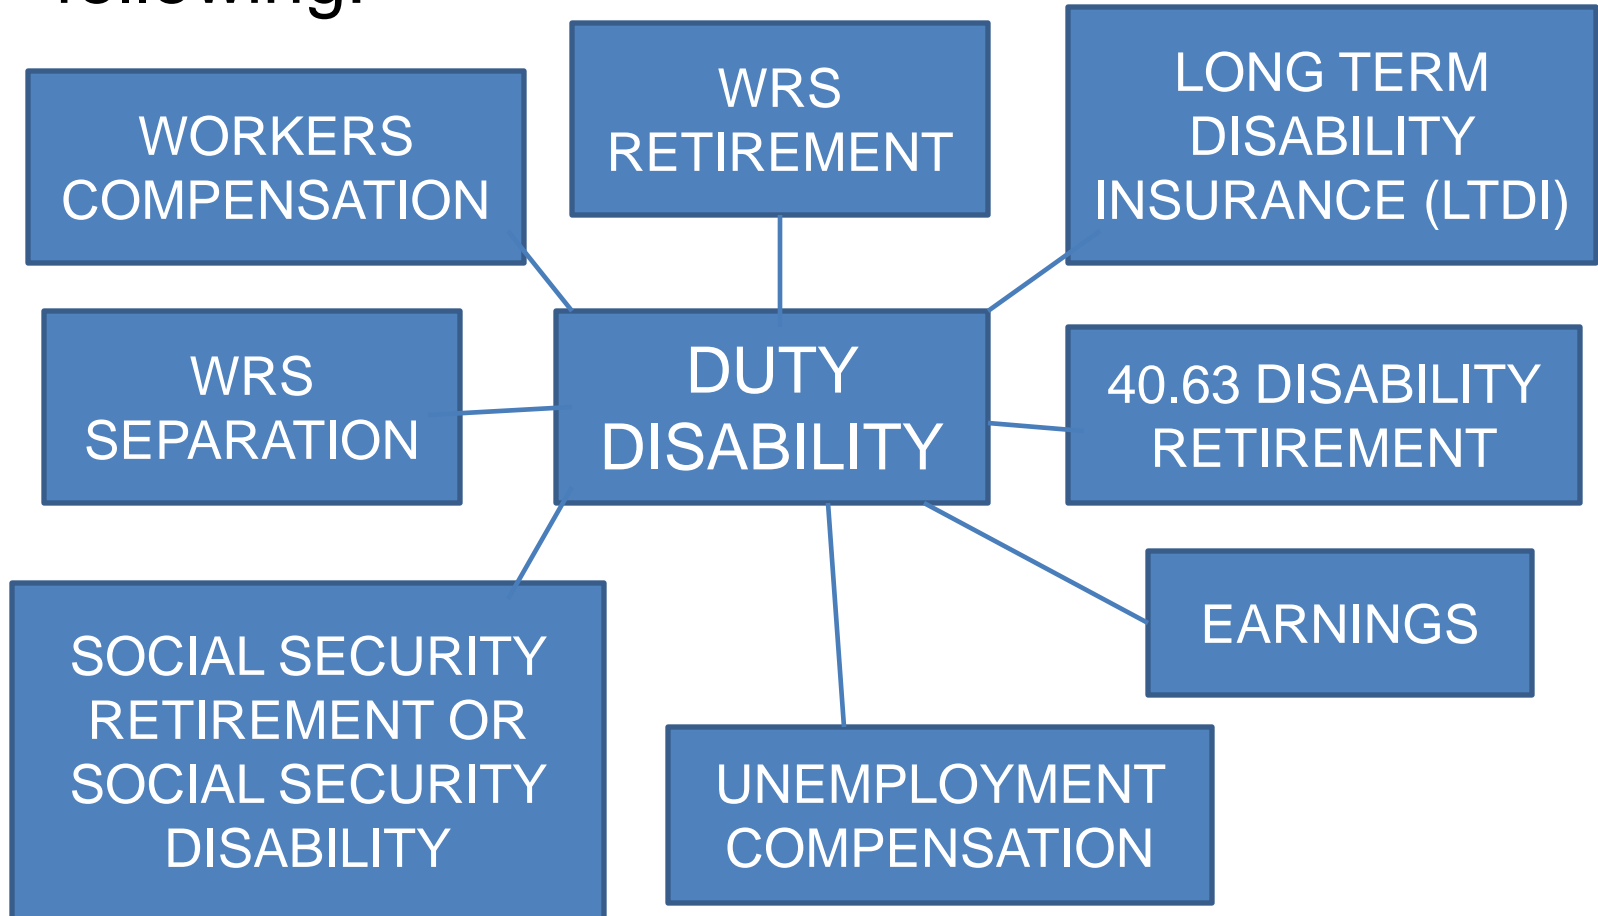 following:
WORKERS
COMPENSATION
WRS
RETIREMENT
LONG TERM
DISABILITY
INSURANCE (LTDI)
WRS
SEPARATION
DUTY
DISABILITY
40.63 DISABILITY
RETIREMENT
EARNINGS
SOCIAL SECURITY
RETIREMENT OR
SOCIAL SECURITY
DISABILITY
UNEMPLOYMENT
COMPENSATION